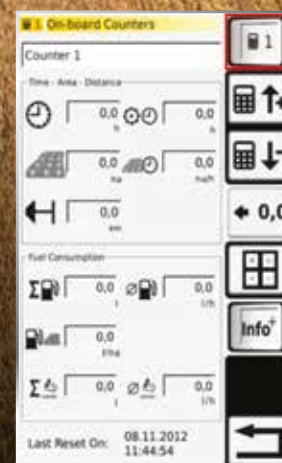 1 On-board Counters
1
Counter 1
Time - Area - Distance
0,0 h 0,0 h
0,0 ha 0,0 ha/h
0,0 km
0,0
Fuel Consumption
Σ 0,0 l Ø 0,0 l/h
0,0 l/ha
Info+
Σ 0,0 l Ø 0,0 l/h
Last Reset On: 08.11.2012
11:44:54